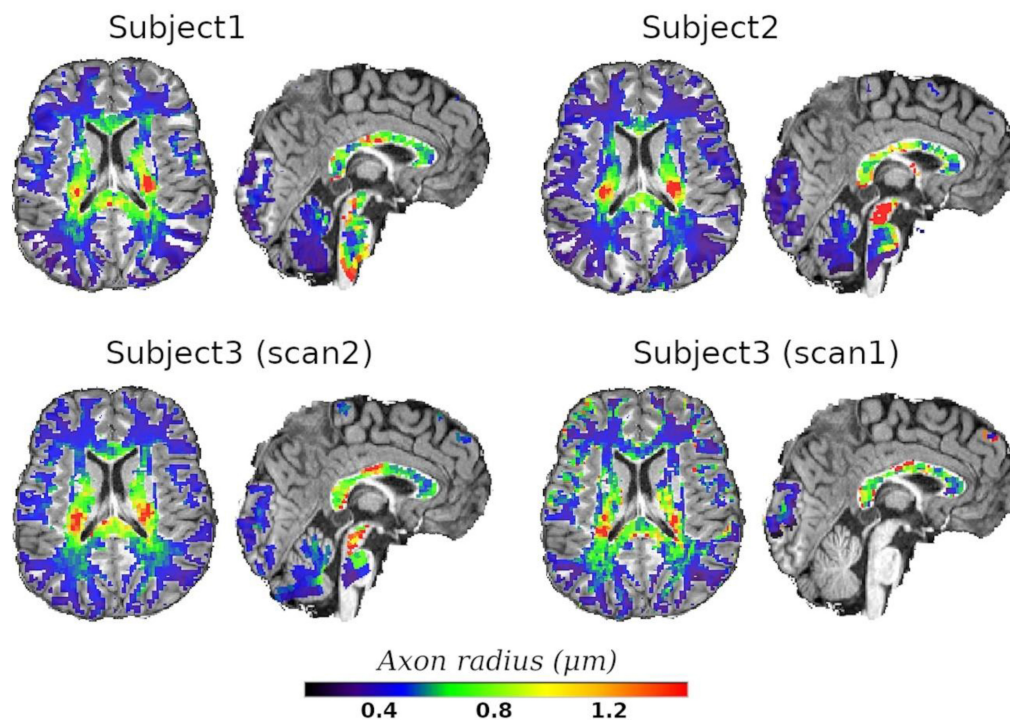 Subject1
Subject2
Subject3 (scan2)
Subject3 (scan1)
Axon radius (μm)
0.4 0.8 1.2